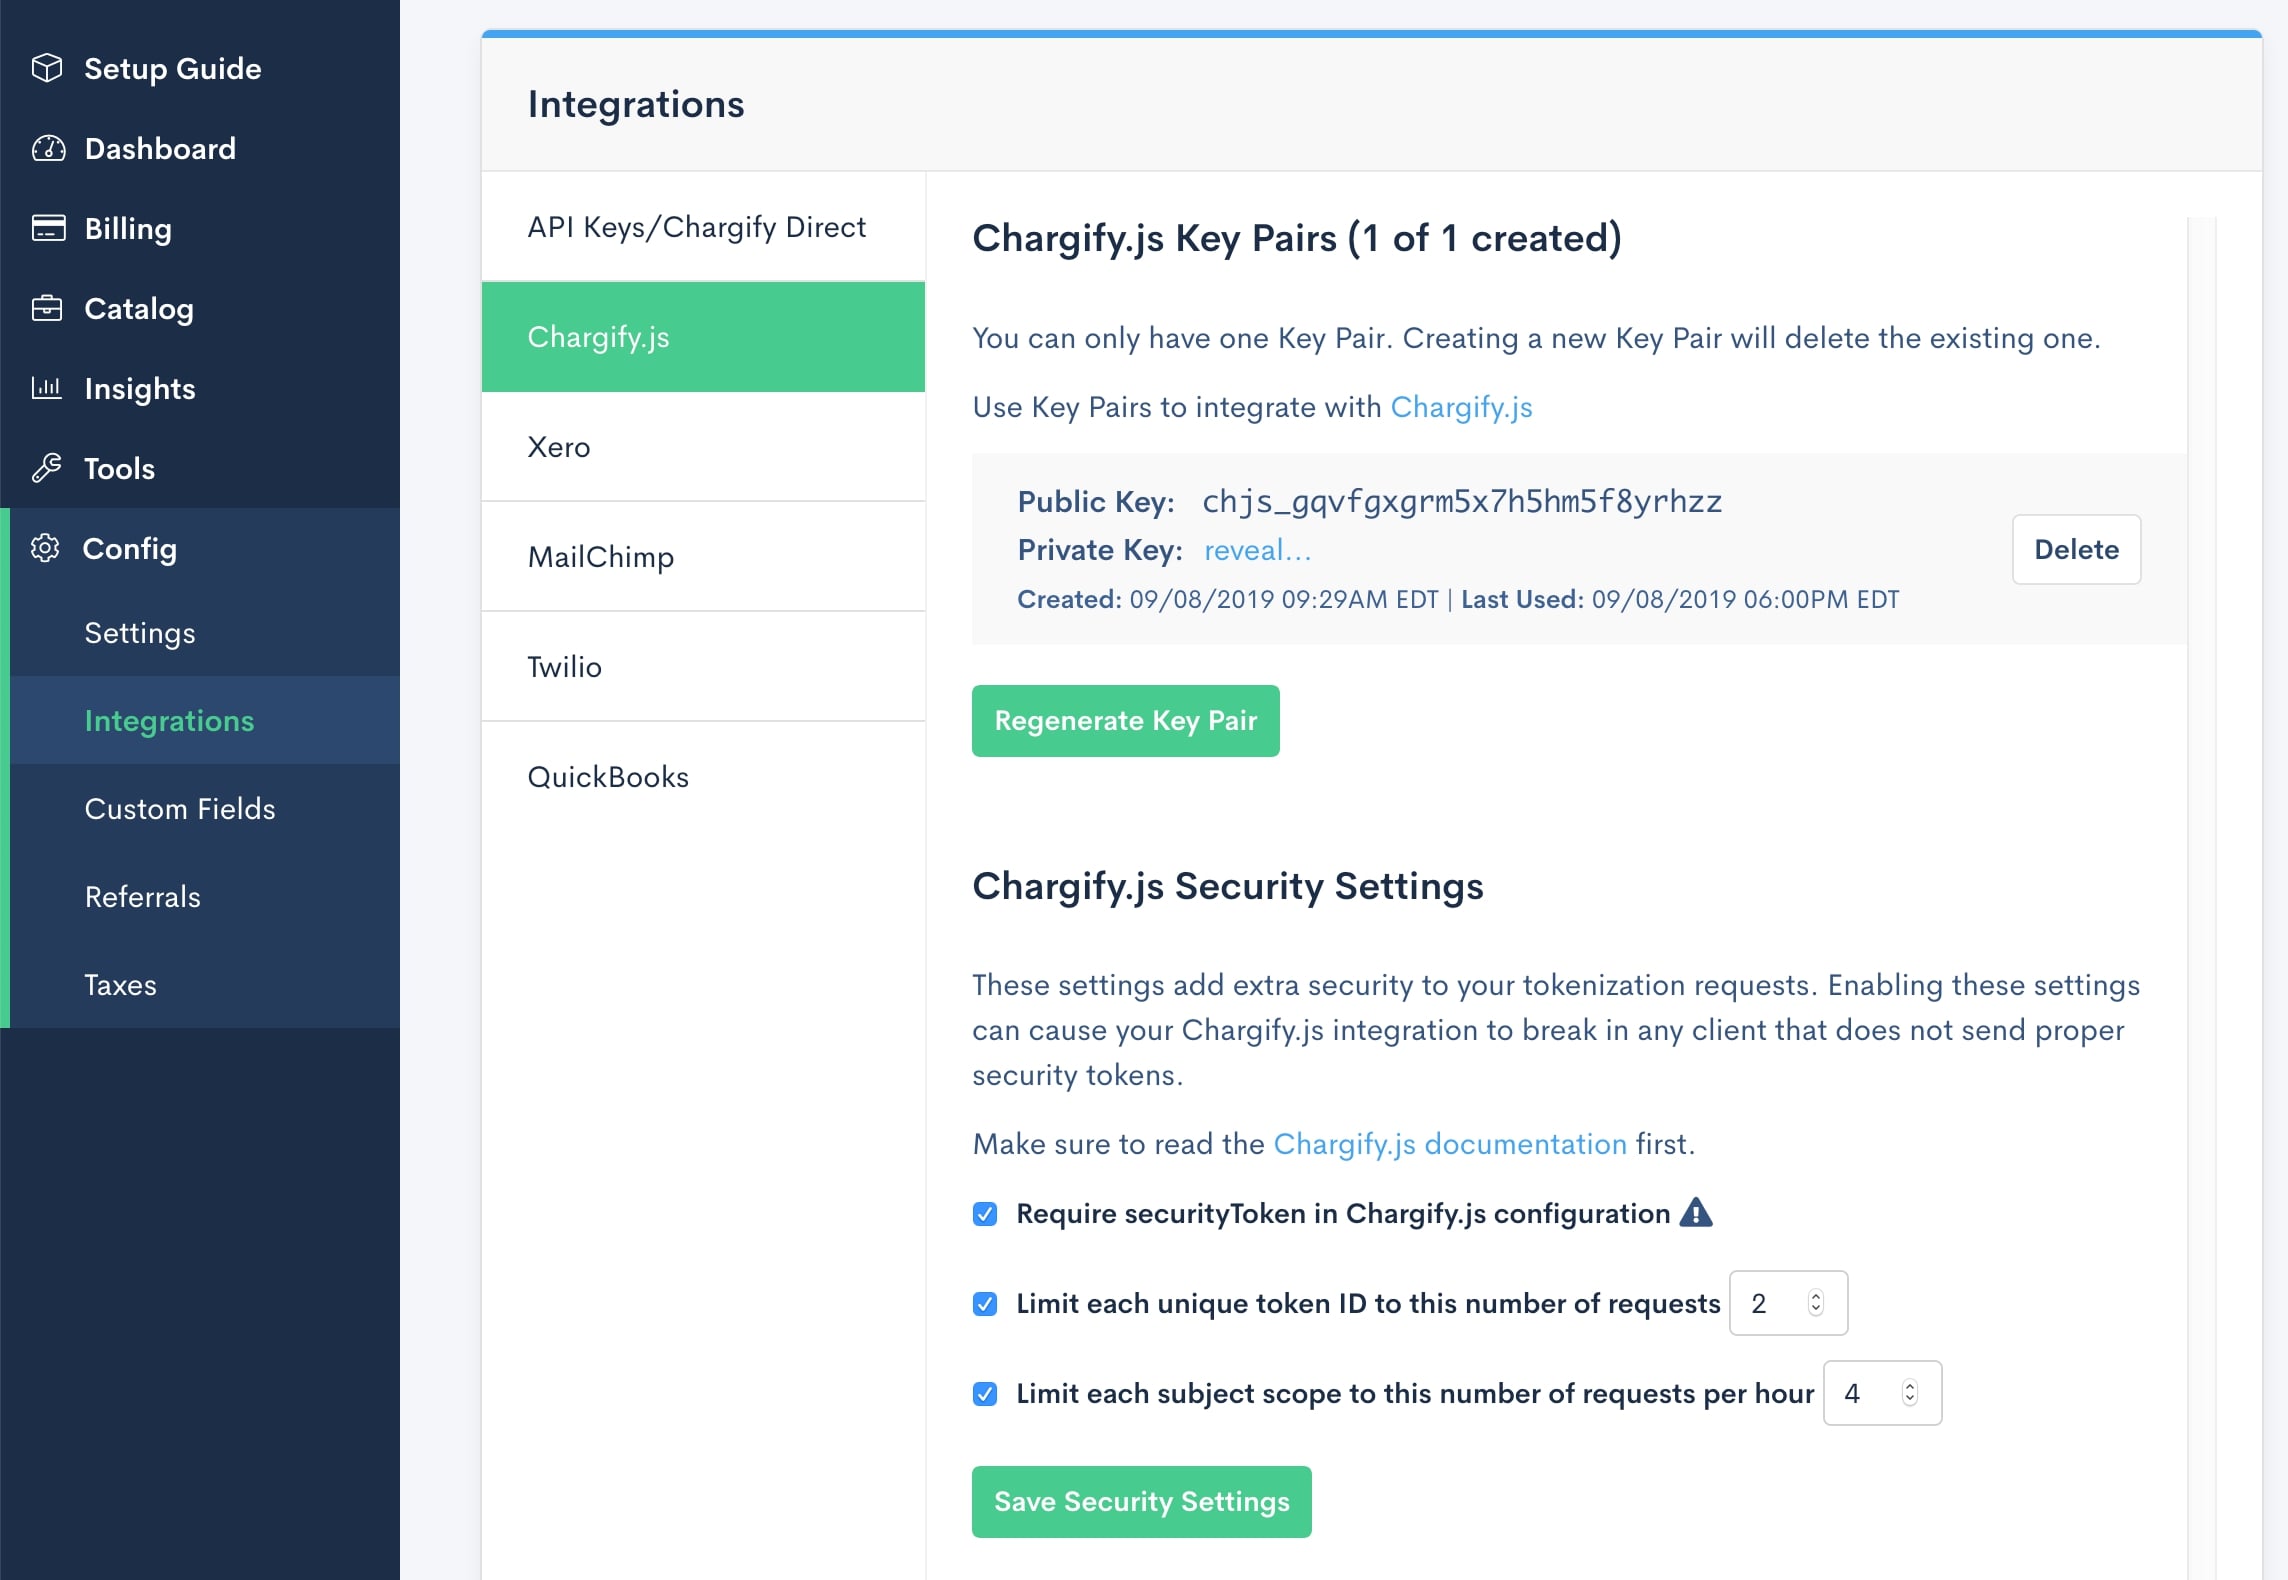 Setup Guide
Dashboard
Billing
Catalog
Insights
Tools
Config
Settings
Integrations
Custom Fields
Referrals
Taxes
Integrations
API Keys/Chargify Direct
Chargify.js
Xero
MailChimp
Twilio
QuickBooks
Chargify.js Key Pairs (1 of 1 created)
You can only have one Key Pair. Creating a new Key Pair will delete the existing one.
Use Key Pairs to integrate with Chargify.js
Public Key: chjs_gqvfgxgrm5x7h5hm5f8yrhzz
Private Key: reveal...
Created: 09/08/2019 09:29AM EDT | Last Used: 09/08/2019 06:00PM EDT
Delete
Regenerate Key Pair
Chargify.js Security Settings
These settings add extra security to your tokenization requests. Enabling these settings
can cause your Chargify.js integration to break in any client that does not send proper
security tokens.
Make sure to read the Chargify.js documentation first.
Require securityToken in Chargify.js configuration
Limit each unique token ID to this number of requests 2
Limit each subject scope to this number of requests per hour 4
Save Security Settings